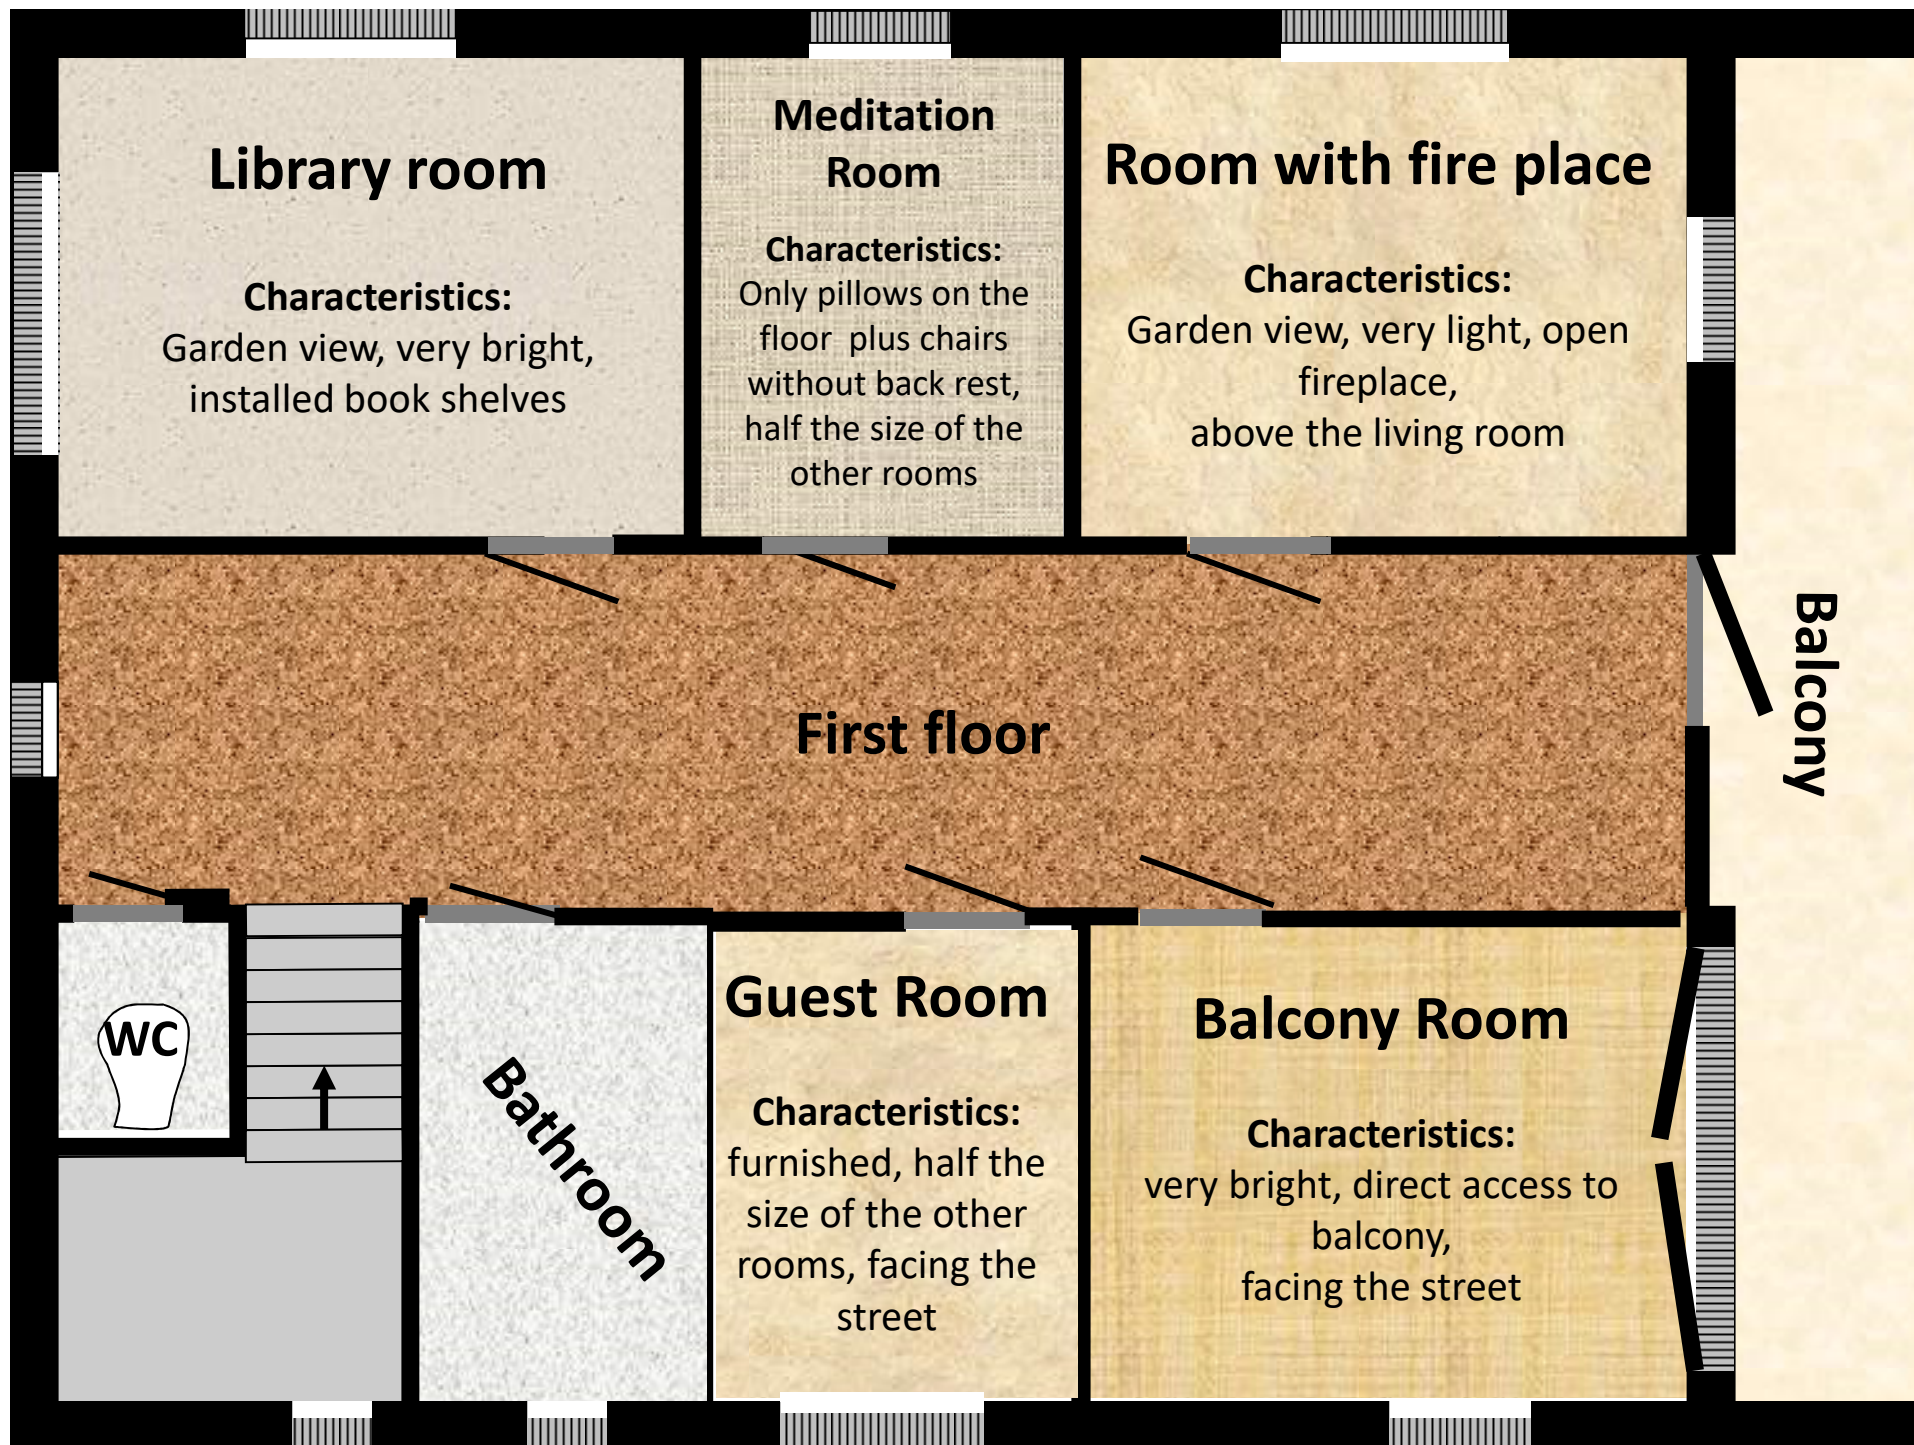 Library room
Characteristics:
Garden view, very bright,
installed book shelves
Meditation
Room
Characteristics:
Only pillows on the
floor plus chairs
without back rest,
half the size of the
other rooms
Room with fire place
Characteristics:
Garden view, very light, open
fireplace,
above the living room
First floor
Balcony
WC
Bathroom
Guest Room
Characteristics:
furnished, half the
size of the other
rooms, facing the
street
Balcony Room
Characteristics:
very bright, direct access to
balcony,
facing the street